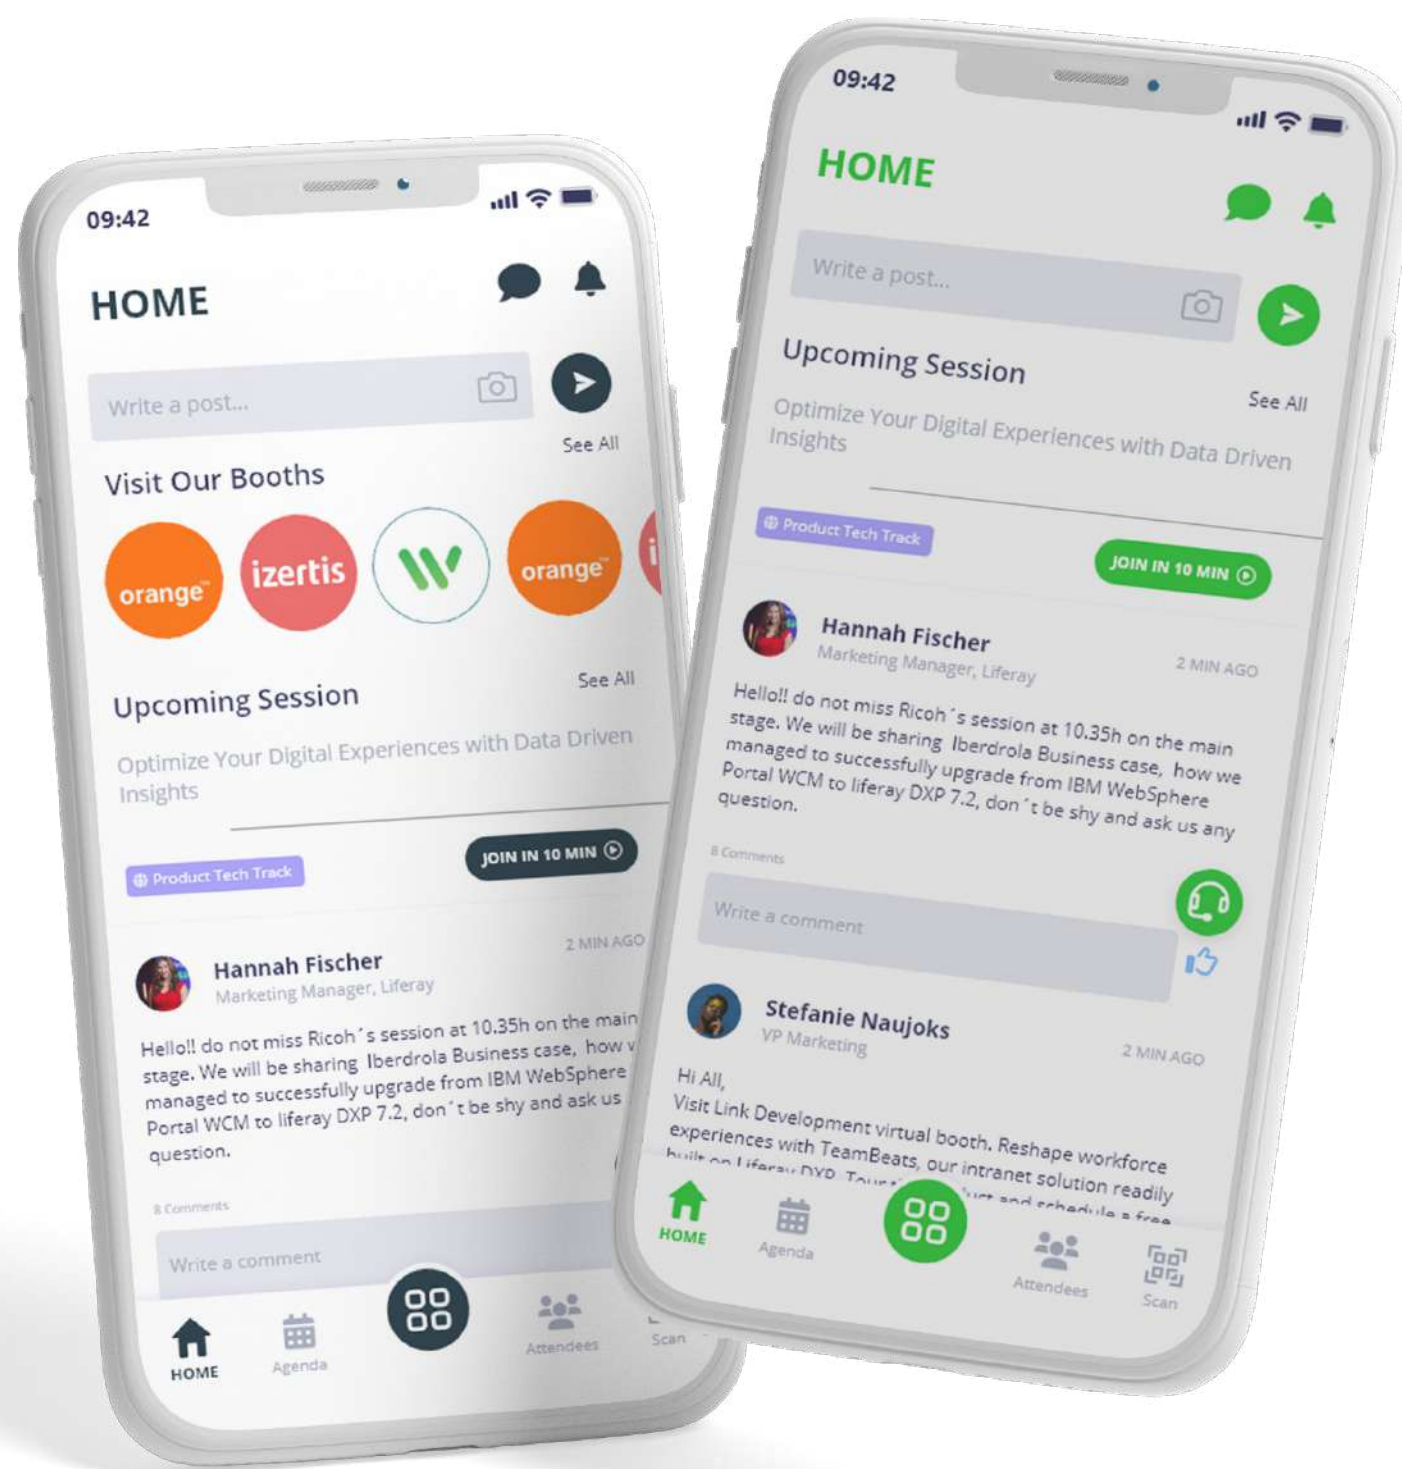 09:42
HOME
Write a post...
See All
Visit Our Booths
orange™
izertis
orange™
i
Upcoming Session
See All
Optimize Your Digital Experiences with Data Driven
Insights
Product Tech Track
JOIN IN 10 MIN
Hannah Fischer
2 MIN AGO
Marketing Manager, Liferay
Hello!! do not miss Ricoh´s session at 10.35h on the main
stage. We will be sharing Iberdrola Business case, how
managed to successfully upgrade from IBM WebSphere
Portal WCM to liferay DXP 7.2, don´t be shy and ask us
question.
8 Comments
Write a comment
HOME
Agenda
Attendees
Scan
09:42
HOME
Write a post...
Upcoming Session
See All
Optimize Your Digital Experiences with Data Driven
Insights
Product Tech Track
JOIN IN 10 MIN
Hannah Fischer
Marketing Manager, Liferay
2 MIN AGO
Hello!! do not miss Ricoh´s session at 10.35h on the main
stage. We will be sharing Iberdrola Business case, how we
managed to successfully upgrade from IBM WebSphere
Portal WCM to liferay DXP 7.2, don´t be shy and ask us any
question.
8 Comments
Write a comment
Stefanie Naujoks
VP Marketing
2 MIN AGO
Hi All,
Visit Link Development virtual booth. Reshape workforce
experiences with TeamBeats, our intranet solution readily
built on Liferay DXP. Tour and schedule a free
HOME
Agenda
Attendees
Scan